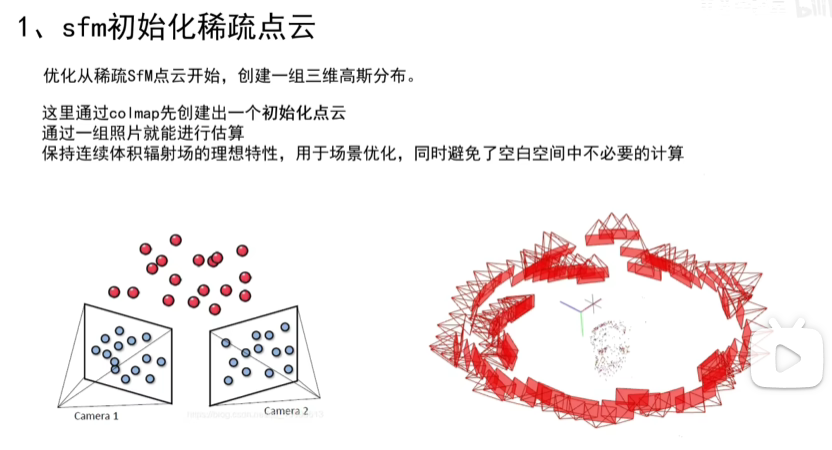 1、sfm初始化稀疏点云
优化从稀疏SfM点云开始，创建一组三维高斯分布。
这里通过colmap先创建出一个初始化点云
通过一组照片就能进行估算
保持连续体积辐射场的理想特性，用于场景优化，同时避免了空白空间中不必要的计算
Camera 1
Camera 2